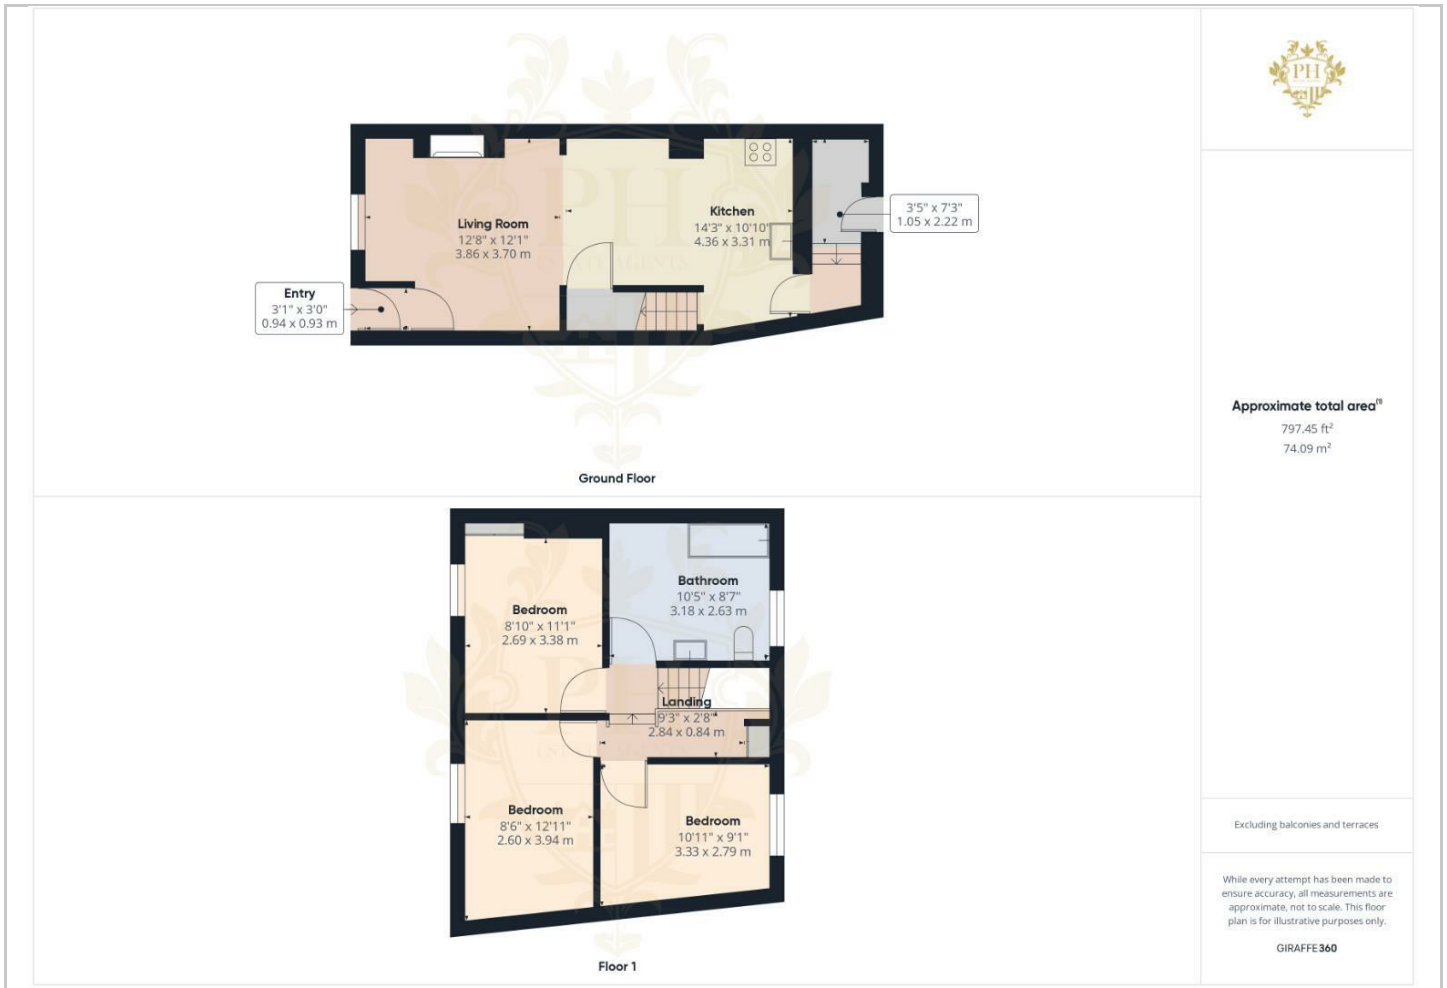 PH
Living Room
12'8" x 12'1"
3.86 x 3.70 m
Kitchen
14'3" x 10'10"
4.36 x 3.31 m
3'5" x 7'3"
1.05 x 2.22 m
Entry
3'1" x 3'0"
0.94 x 0.93 m
PH
ESTATE AGENTS
Ground Floor
Approximate total area(1)
797.45 ft²
74.09 m²
Bedroom
8'10" x 11'1"
2.69 x 3.38 m
Bathroom
10'5" x 8'7"
3.18 x 2.63 m
Landing
9'3" x 2'8"
2.84 x 0.84 m
Bedroom
8'6" x 12'11"
2.60 x 3.94 m
Bedroom
10'11" x 9'1"
3.33 x 2.79 m
PH
ESTATE AGENTS
Floor 1
Excluding balconies and terraces
While every attempt has been made to
ensure accuracy, all measurements are
approximate, not to scale. This floor
plan is for illustrative purposes only.
GIRAFFE360